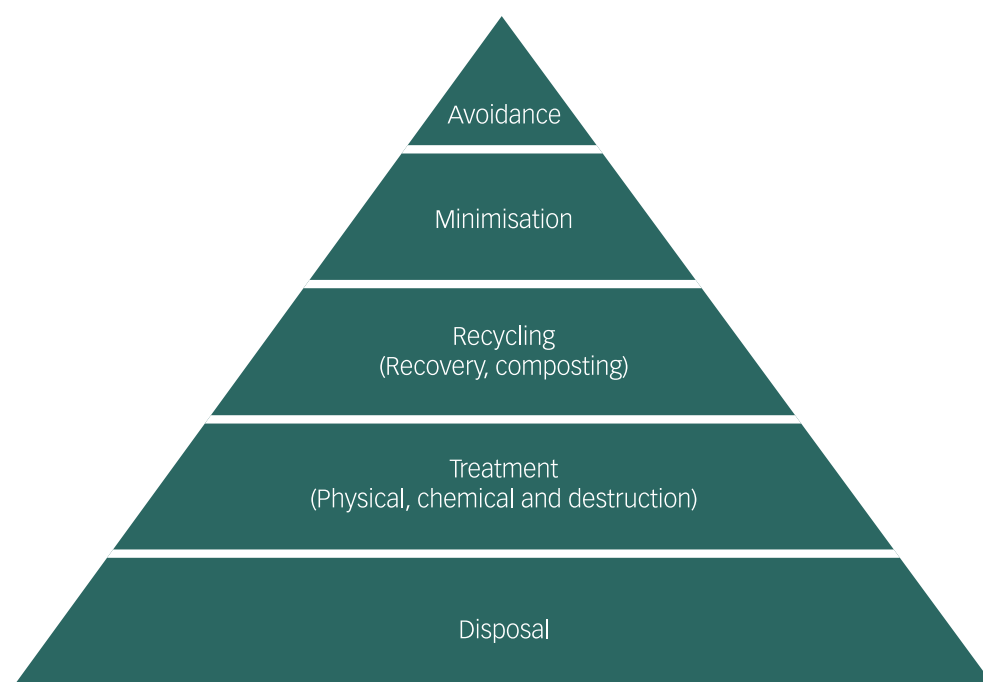 Avoidance
Minimisation
Recycling
(Recovery, composting)
Treatment
(Physical, chemical and destruction)
Disposal